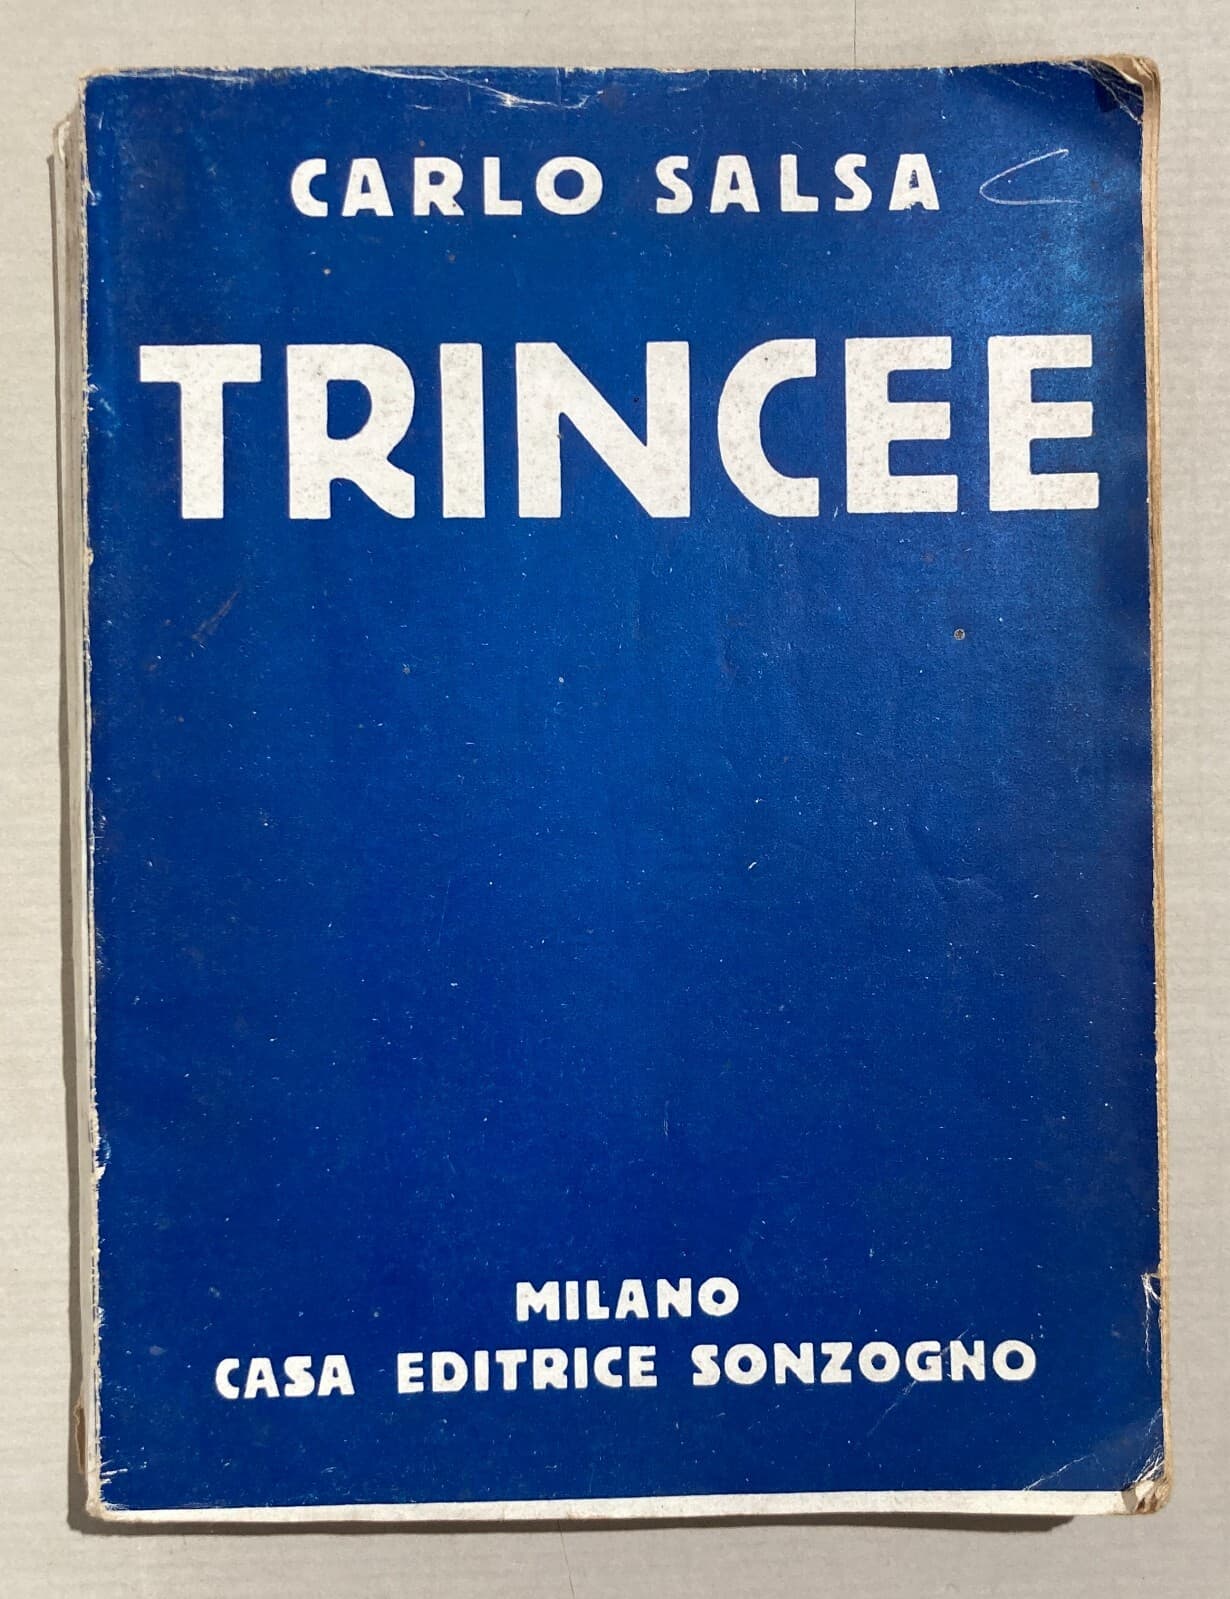 CARLO SALSA
TRINCEE
MILANO
CASA EDITRICE SONZOGNO